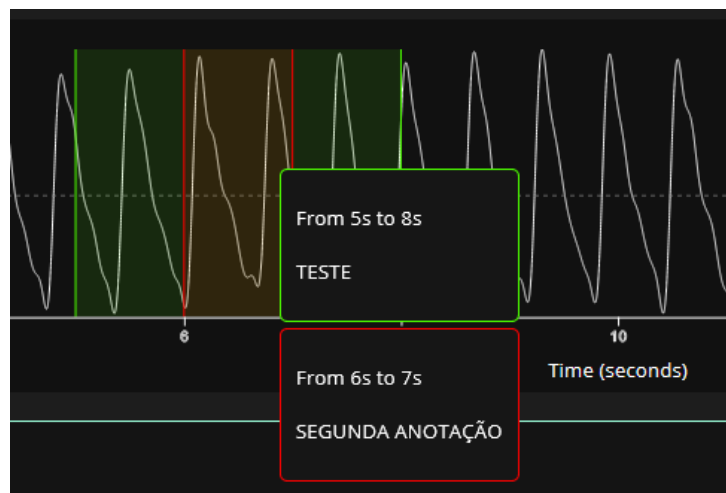 From 5s to 8s
TESTE
6
10
Time (seconds)
From 6s to 7s
SEGUNDA ANOTAÇÃO